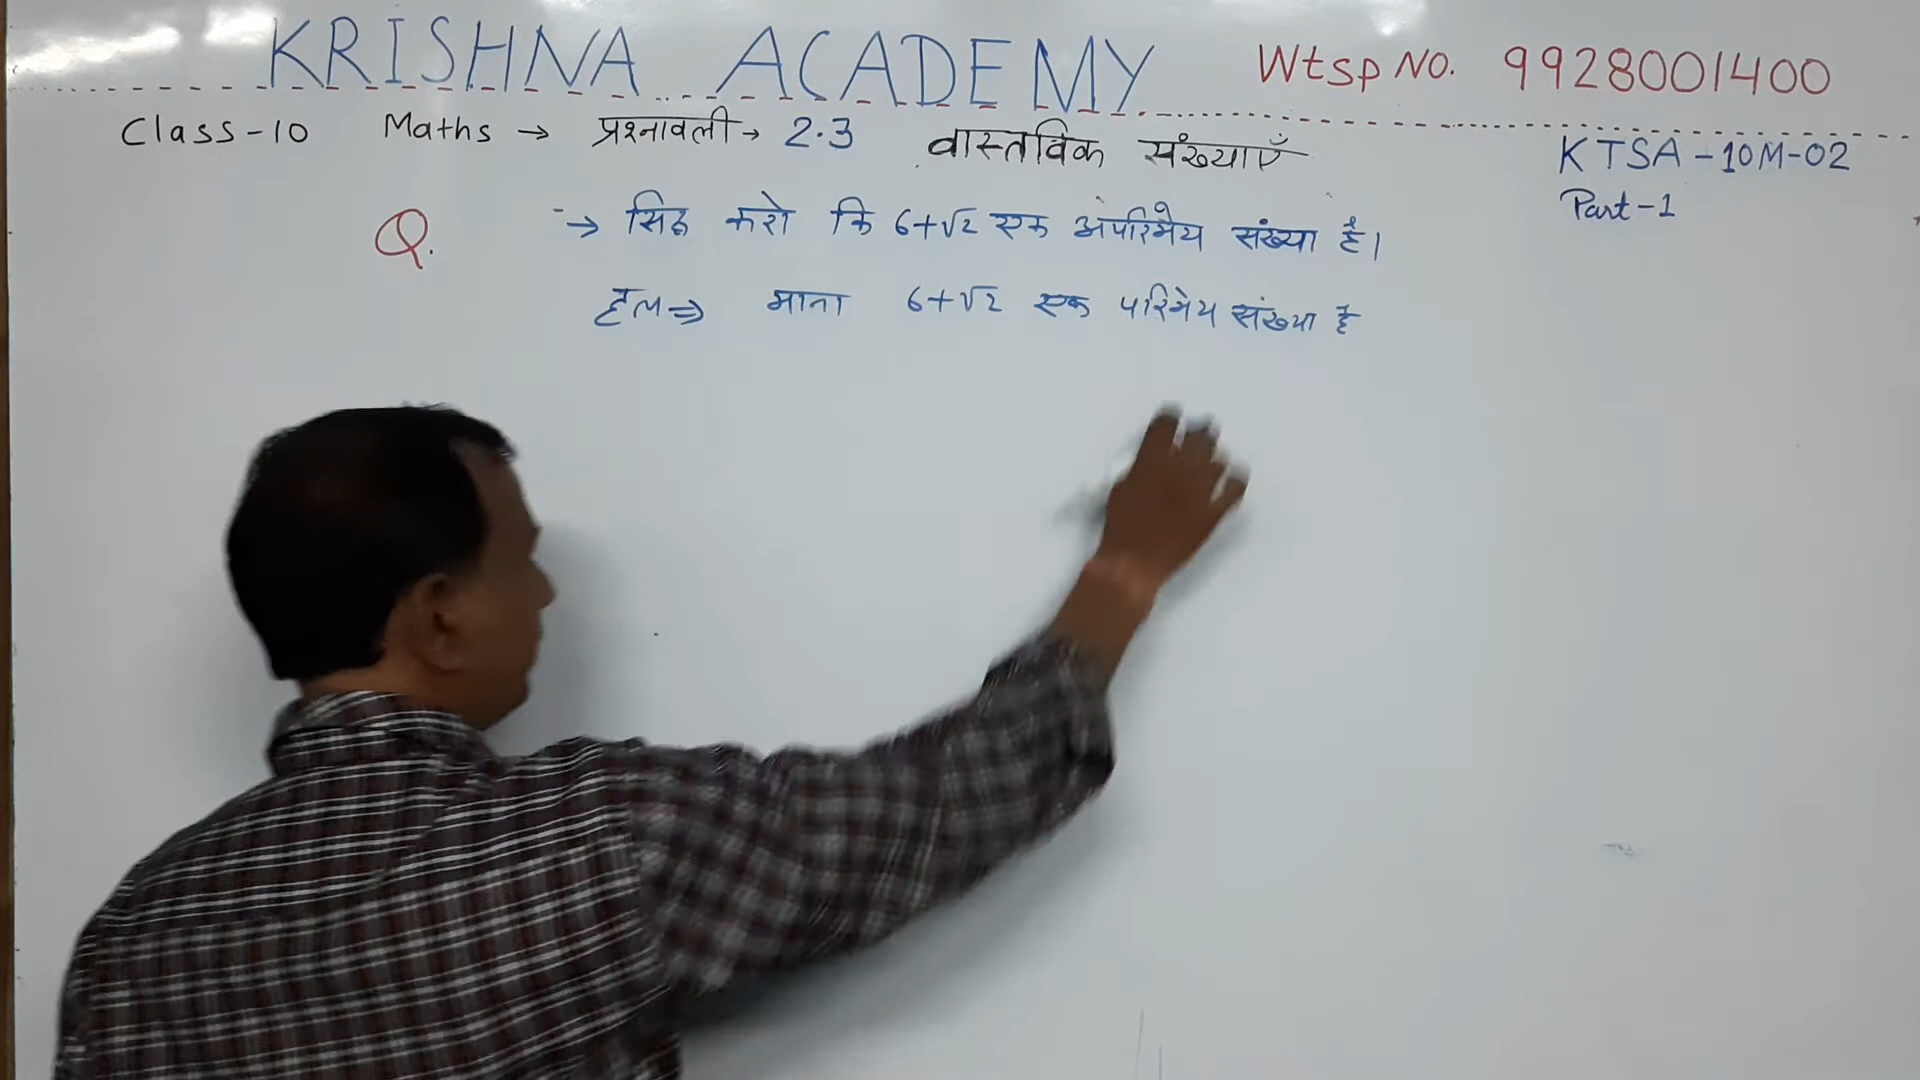 KRISHNA ACADEMY Wtsp No. 9928001400
Class-10 Maths → प्रश्नावली → 2.3 वास्तविक संख्याएँ KTSA-10M-02
Part-1
Q. → सिद्ध करो कि 6+√2 एक अपरिमेय संख्या है।
हल ⇒ माना 6+√2 एक परिमेय संख्या है